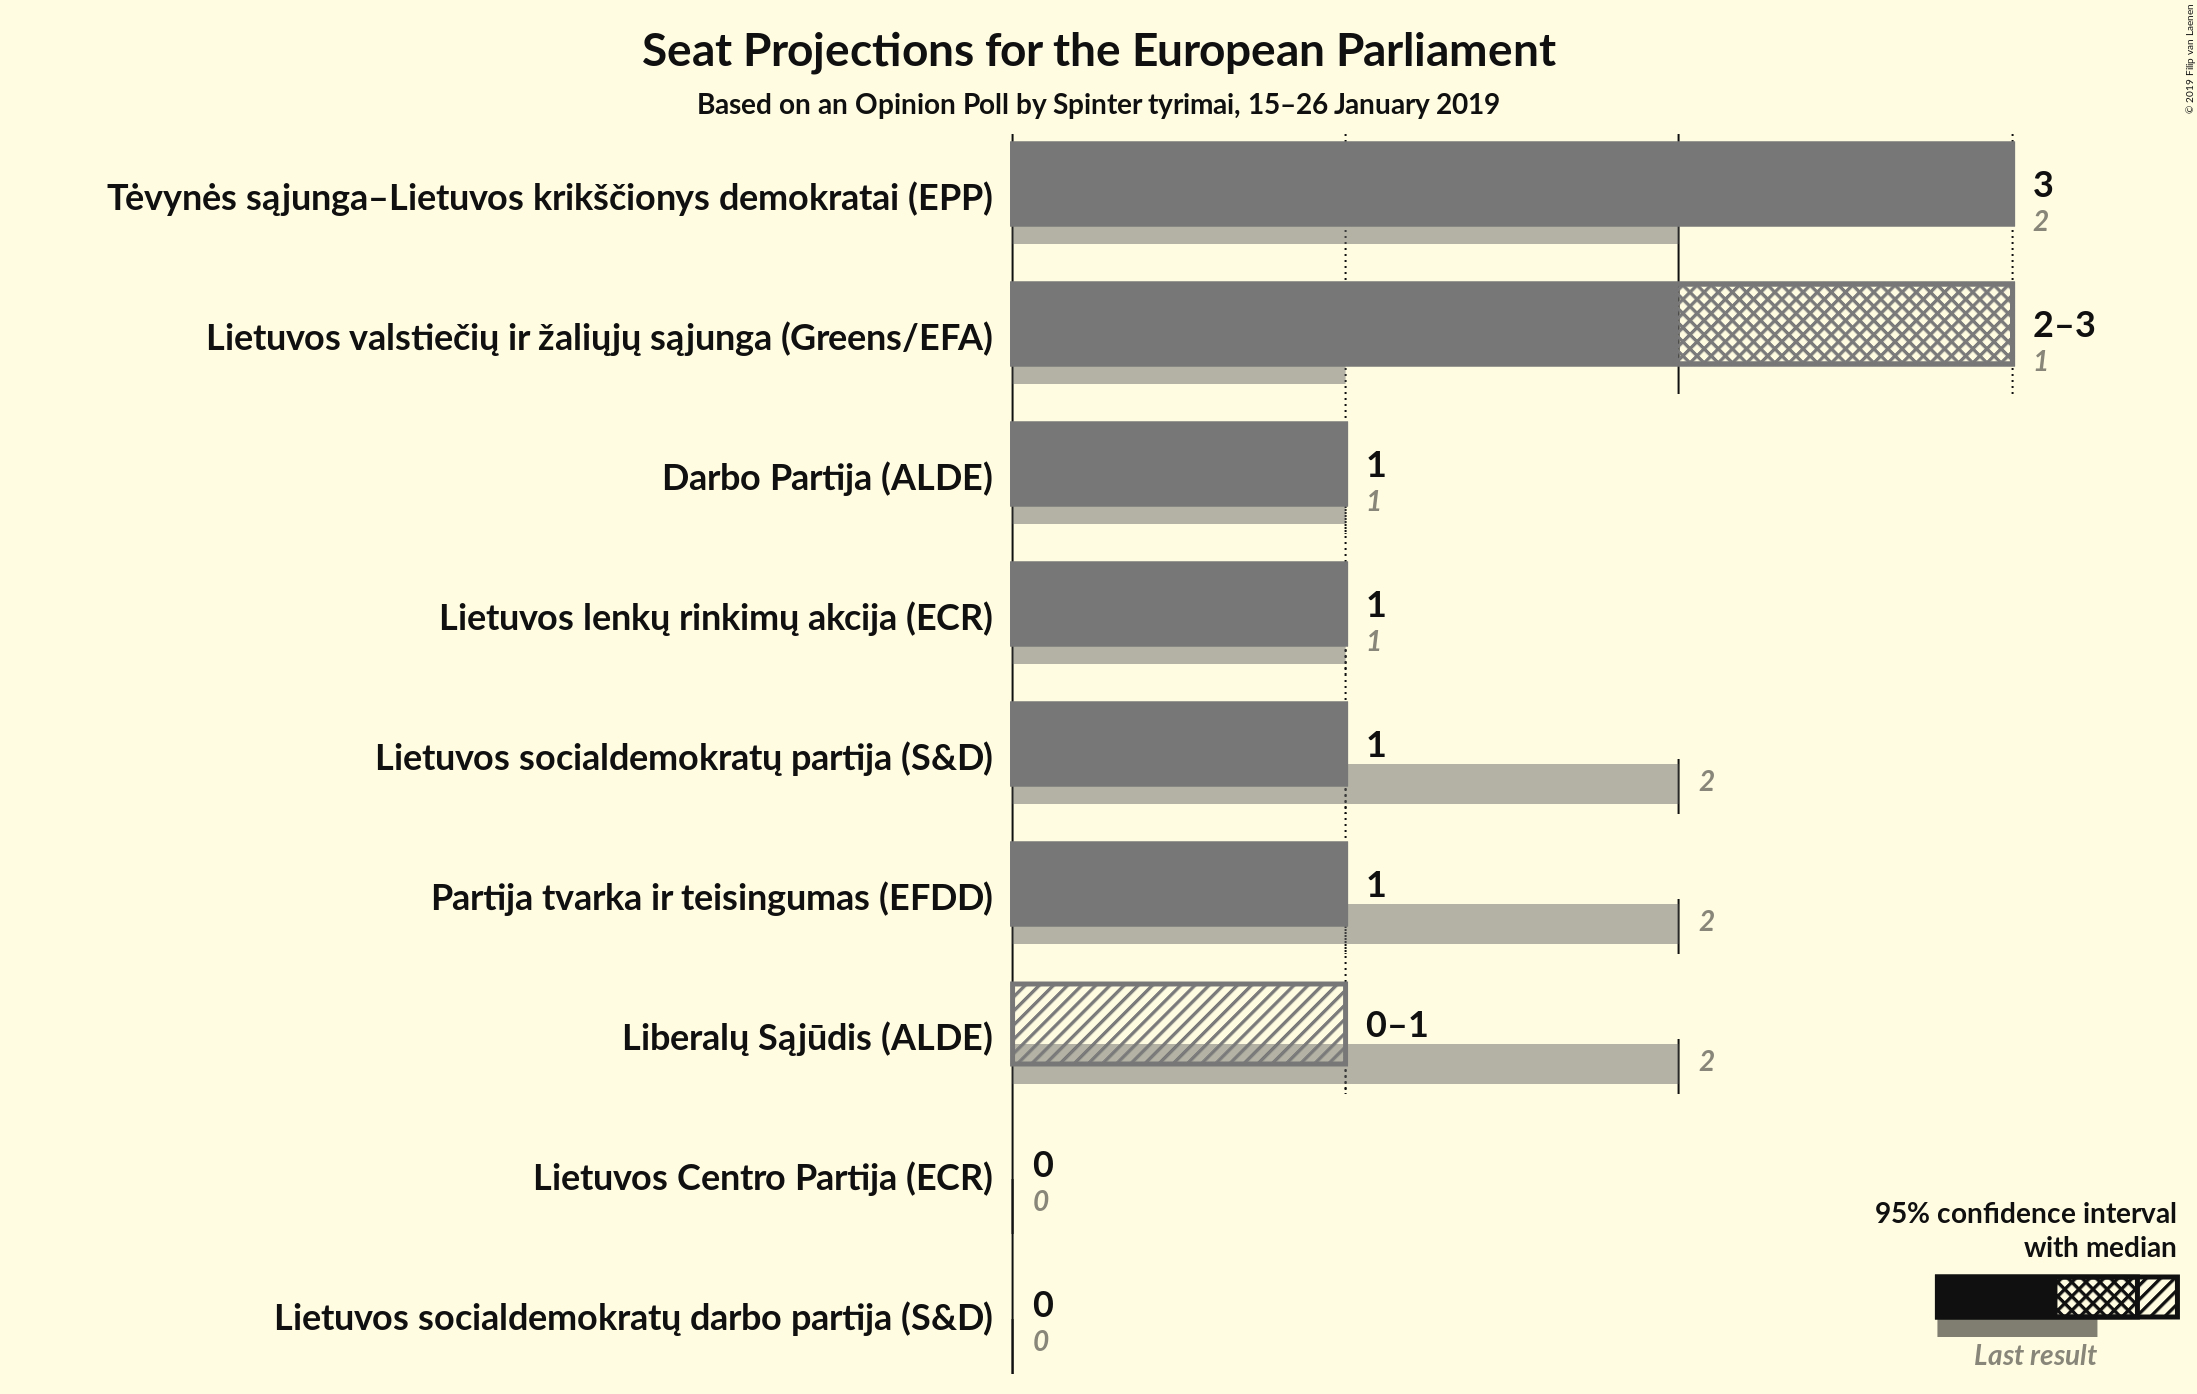 Seat Projections for the European Parliament
Based on an Opinion Poll by Spinter tyrimai, 15–26 January 2019
© 2019 Filip van Laenen
Tėvynės sąjunga–Lietuvos krikščionys demokratai (EPP)
3
2
Lietuvos valstiečių ir žaliųjų sąjunga (Greens/EFA)
2–3
1
Darbo Partija (ALDE)
1
1
Lietuvos lenkų rinkimų akcija (ECR)
1
1
Lietuvos socialdemokratų partija (S&D)
1
2
Partija tvarka ir teisingumas (EFDD)
1
2
Liberalų Sąjūdis (ALDE)
0–1
2
Lietuvos Centro Partija (ECR)
0
0
Lietuvos socialdemokratų darbo partija (S&D)
0
0
95% confidence interval
with median
Last result